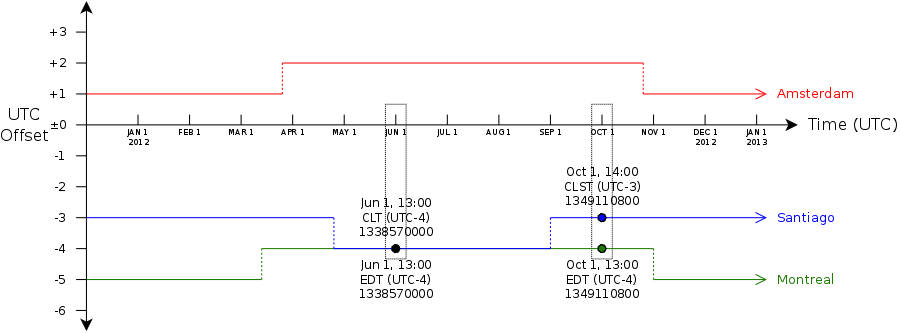 +3
+2
+1
Amsterdam
UTC
Offset
±0
Time (UTC)
JAN 1
2012
FEB 1
MAR 1
APR 1
MAY 1
JUN 1
JUL 1
AUG 1
SEP 1
OCT 1
NOV 1
DEC 1
2012
JAN 1
2013
-1
-2
Oct 1, 14:00
CLST (UTC-3)
1349110800
Jun 1, 13:00
CLT (UTC-4)
1338570000
-3
Santiago
-4
Jun 1, 13:00
EDT (UTC-4)
1338570000
Oct 1, 13:00
EDT (UTC-4)
1349110800
-5
Montreal
-6